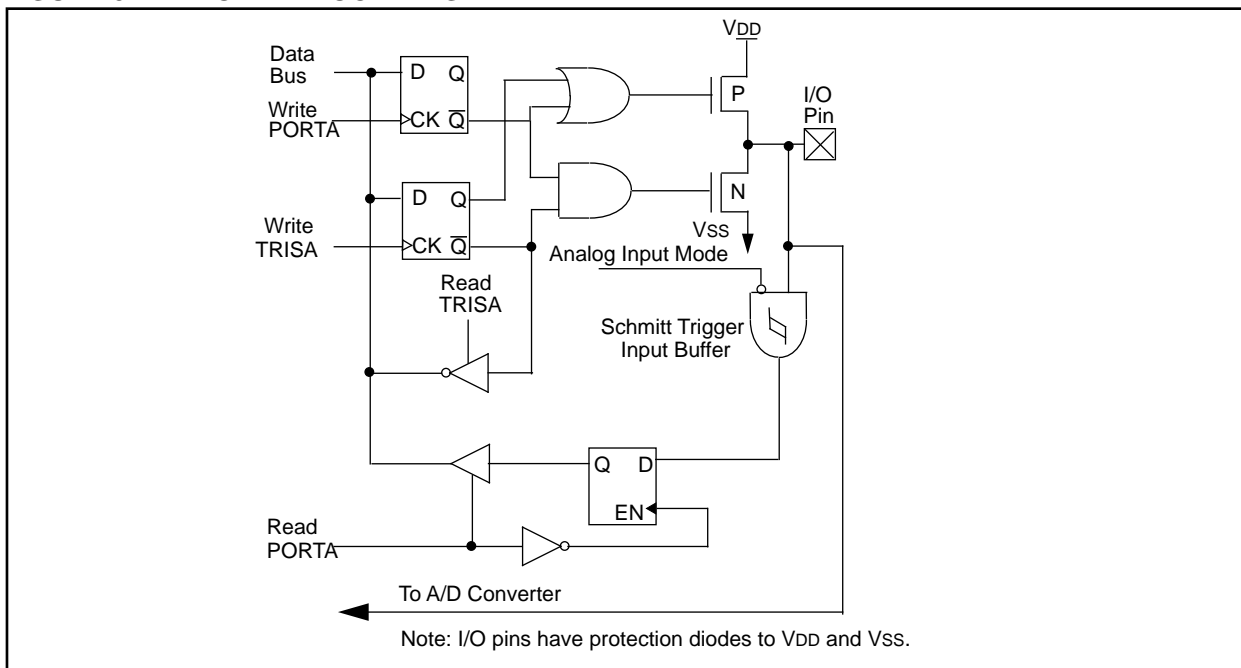 VDD
Data
Bus
D Q
P
I/O
Pin
Write
PORTA
CK Q̅
D Q
N
Write
TRISA
CK Q̅
VSS
Analog Input Mode
Read
TRISA
Schmitt Trigger
Input Buffer
Q D
EN
Read
PORTA
To A/D Converter
Note: I/O pins have protection diodes to VDD and VSS.